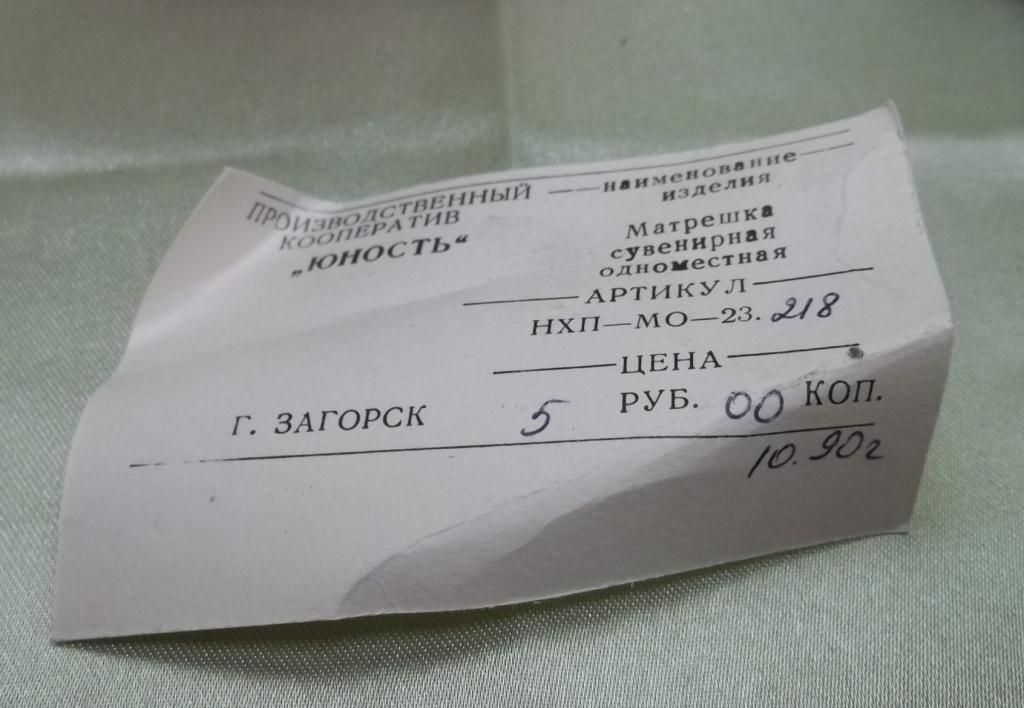 ПРОИЗВОДСТВЕННЫЙ
КООПЕРАТИВ
„ЮНОСТЬ“
наименование
изделия
Матрешка
сувенирная
одноместная
АРТИКУЛ
НХП—МО—23. 218
ЦЕНА
Г. ЗАГОРСК 5 РУБ. 00 КОП.
10.90г